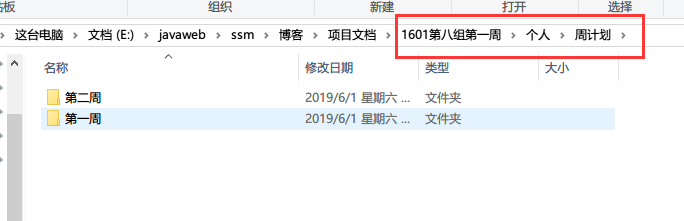 贴板 组织 新建 打开 选择
这台电脑 > 文档 (E:) > javaweb > ssm > 博客 > 项目文档 > 1601第八组第一周 > 个人 > 周计划 >
名称 修改日期 类型 大小
第二周 2019/6/1 星期六 ... 文件夹
第一周 2019/6/1 星期六 ... 文件夹